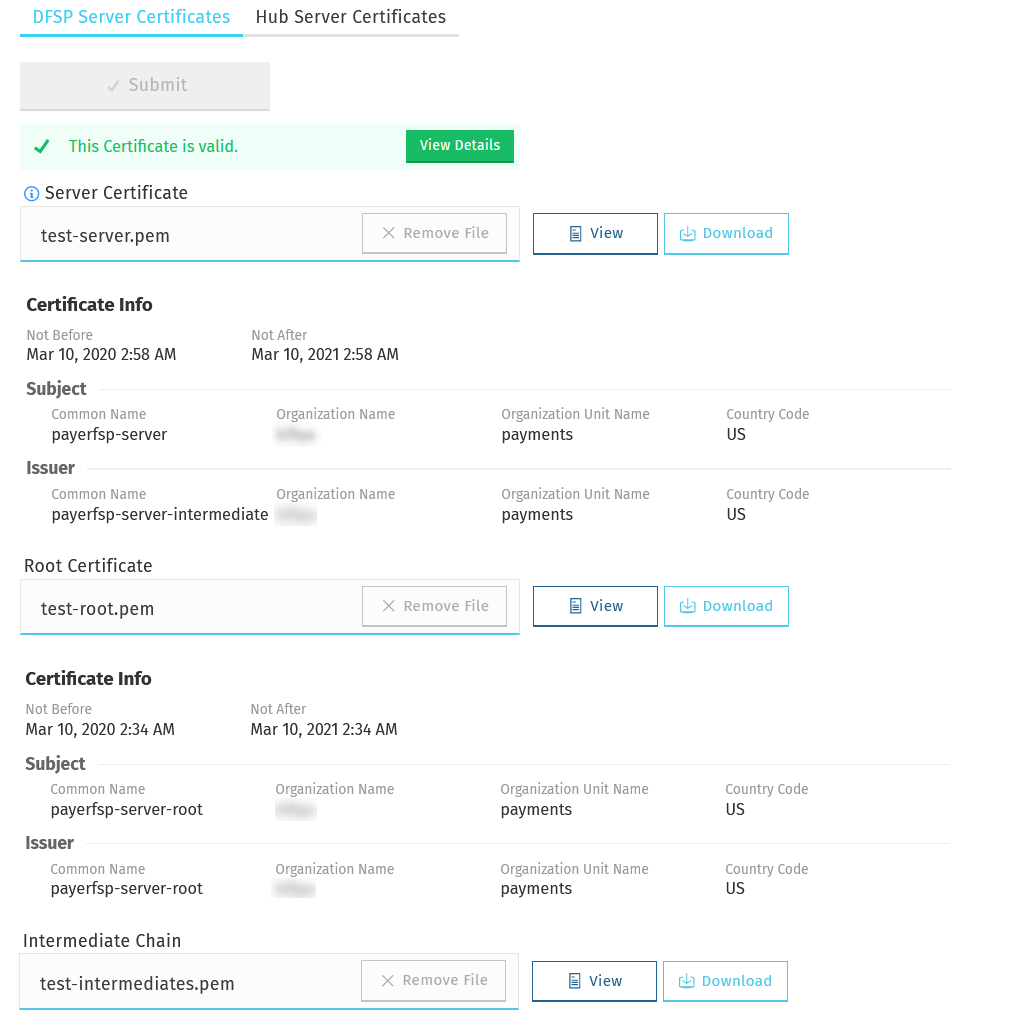 DFSP Server Certificates Hub Server Certificates
Submit
This Certificate is valid. View Details
Server Certificate
test-server.pem Remove File View Download
Certificate Info
Not Before Not After
Mar 10, 2020 2:58 AM Mar 10, 2021 2:58 AM
Subject
Common Name Organization Name Organization Unit Name Country Code
payerfsp-server payments US
Issuer
Common Name Organization Name Organization Unit Name Country Code
payerfsp-server-intermediate payments US
Root Certificate
test-root.pem Remove File View Download
Certificate Info
Not Before Not After
Mar 10, 2020 2:34 AM Mar 10, 2021 2:34 AM
Subject
Common Name Organization Name Organization Unit Name Country Code
payerfsp-server-root payments US
Issuer
Common Name Organization Name Organization Unit Name Country Code
payerfsp-server-root payments US
Intermediate Chain
test-intermediates.pem Remove File View Download